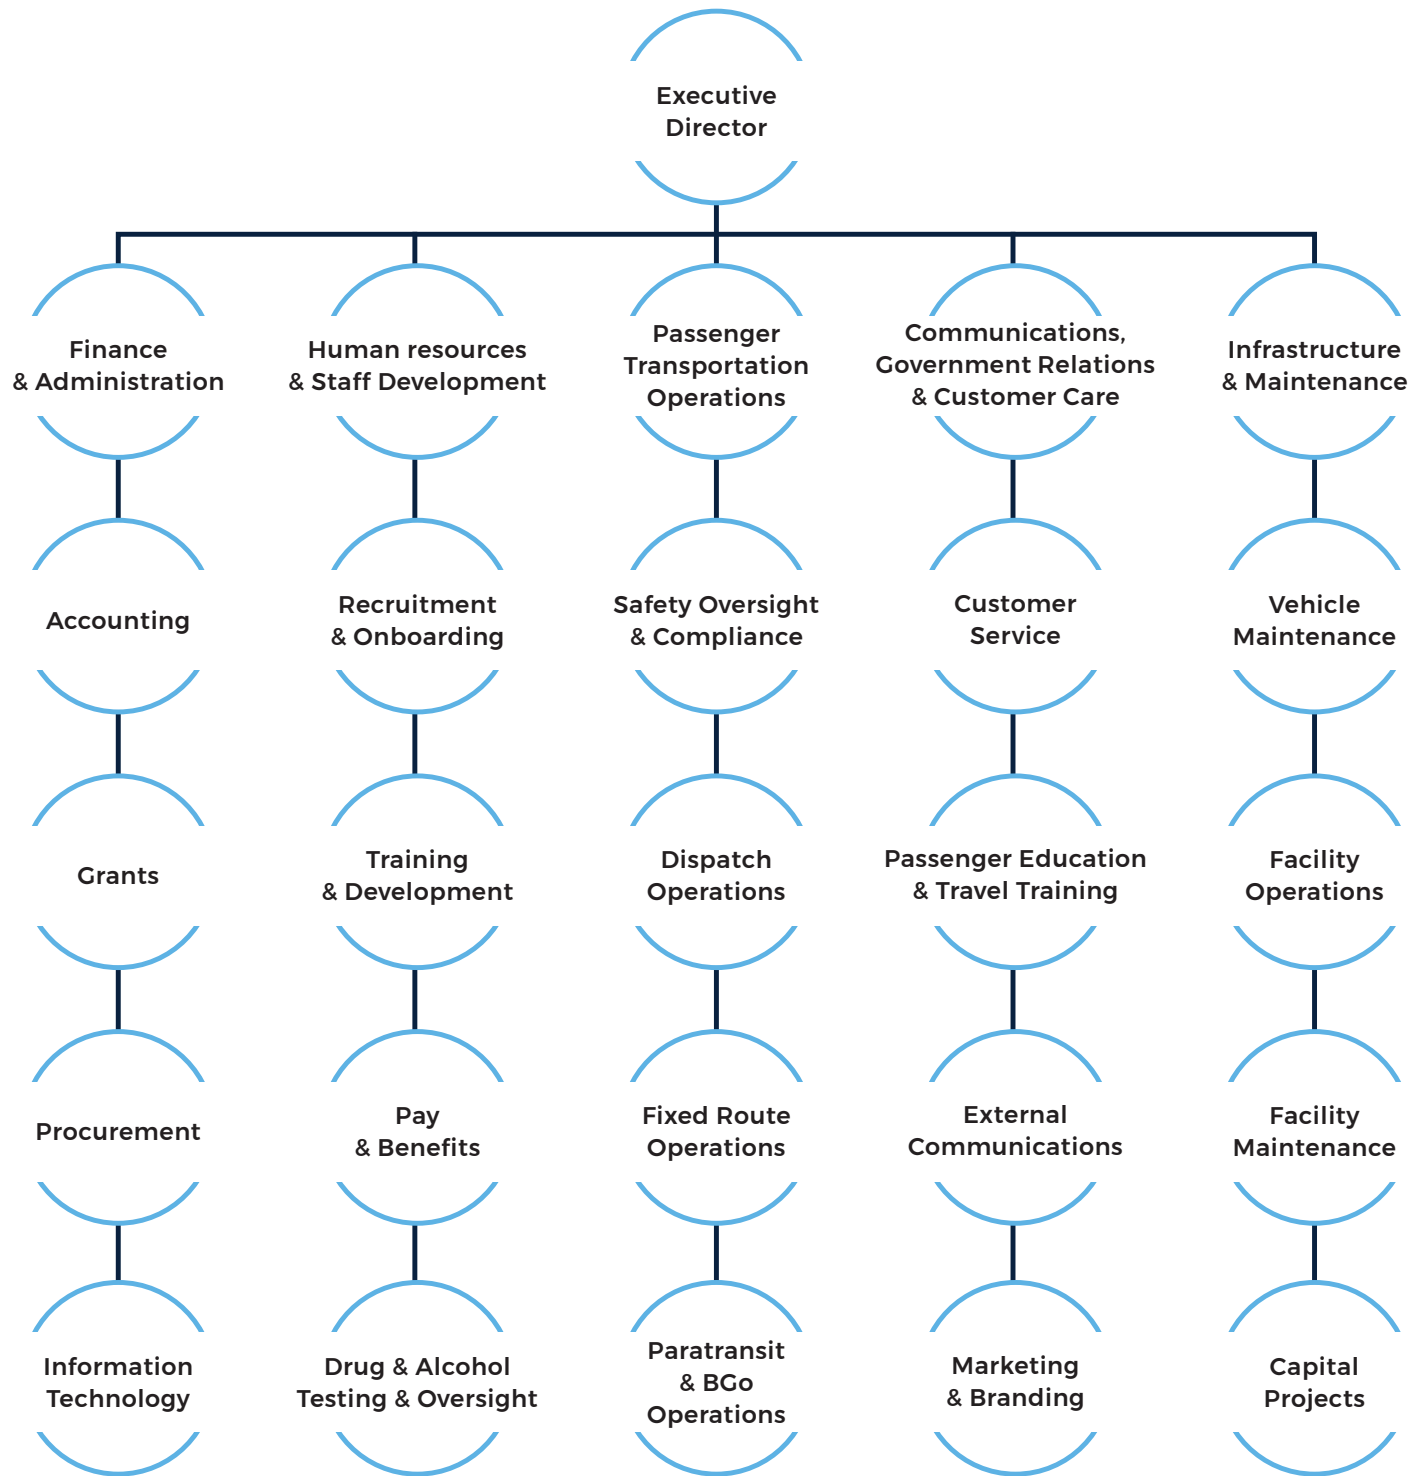 Executive
Director
Finance
& Administration
Human resources
& Staff Development
Passenger
Transportation
Operations
Communications,
Government Relations
& Customer Care
Infrastructure
& Maintenance
Accounting
Recruitment
& Onboarding
Safety Oversight
& Compliance
Customer
Service
Vehicle
Maintenance
Grants
Training
& Development
Dispatch
Operations
Passenger Education
& Travel Training
Facility
Operations
Procurement
Pay
& Benefits
Fixed Route
Operations
External
Communications
Facility
Maintenance
Information
Technology
Drug & Alcohol
Testing & Oversight
Paratransit
& BGo
Operations
Marketing
& Branding
Capital
Projects